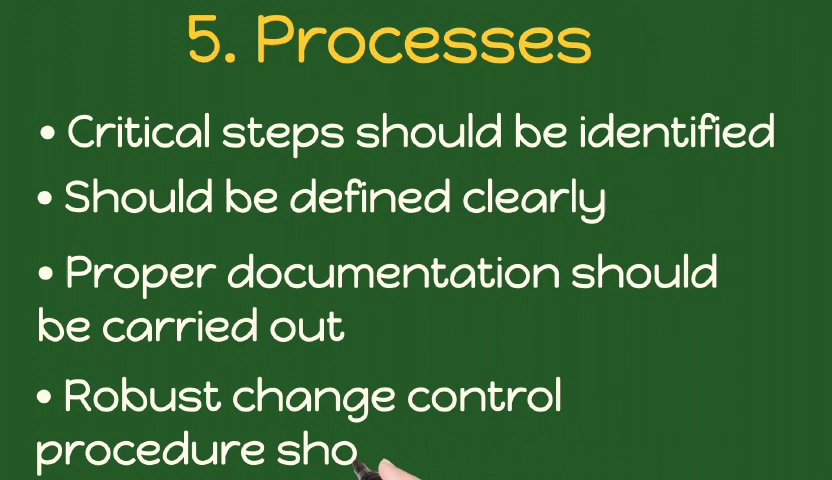 5. Processes
• Critical steps should be identified
• Should be defined clearly
• Proper documentation should
be carried out
• Robust change control
procedure sho